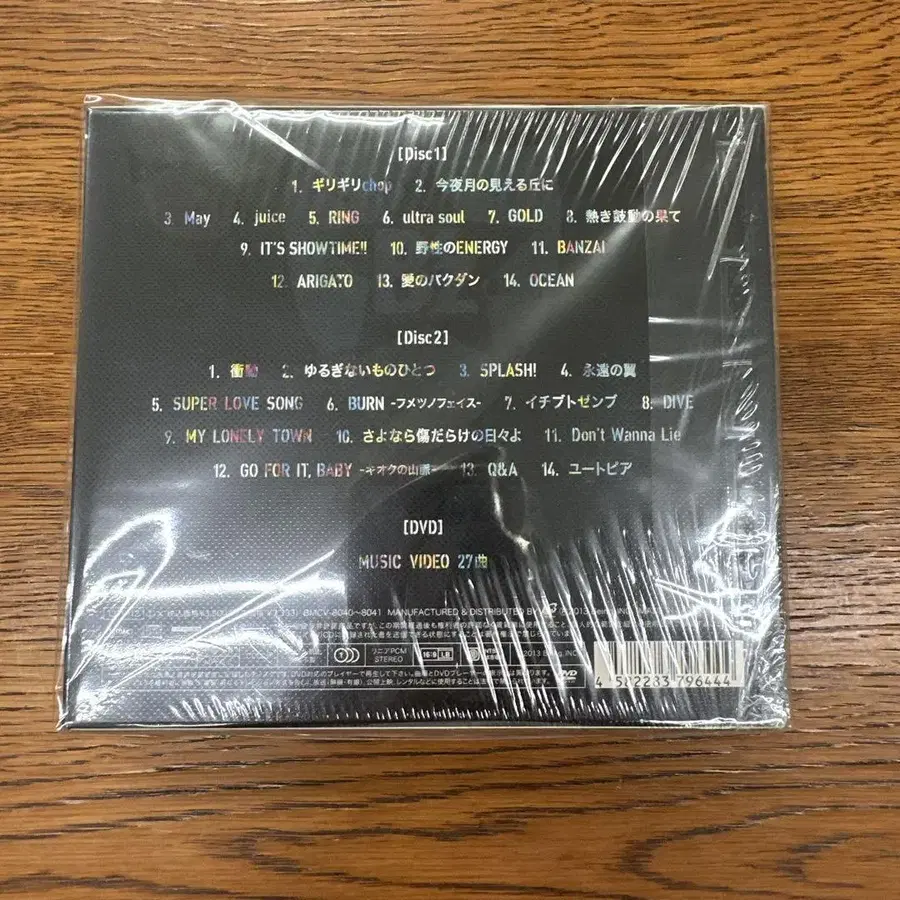 [Disc1]
1. ギリギリchop 2. 今夜月の見える丘に
3. May 4. juice 5. RING 6. ultra soul 7. GOLD 8. 熱き鼓動の果て
9. IT'S SHOWTIME!! 10. 野性のENERGY 11. BANZAI
12. ARIGATO 13. 愛のバクダン 14. OCEAN
[Disc2]
1. 衝動 2. ゆるぎないものひとつ 3. SPLASH! 4. 永遠の翼
5. SUPER LOVE SONG 6. BURN -フメツノフェイス- 7. イチブトゼンブ 8. DIVE
9. MY LONELY TOWN 10. さよなら傷だらけの日々よ 11. Don't Wanna Lie
12. GO FOR IT, BABY -キオクの山脈- 13. Q&A 14. ユートピア
[DVD]
MUSIC VIDEO 27曲
BMCV-8040~8041 MANUFACTURED & DISTRIBUTED BY
リニアPCM
STEREO
16:9 LB
2013 Being, INC.
4 582283 796444